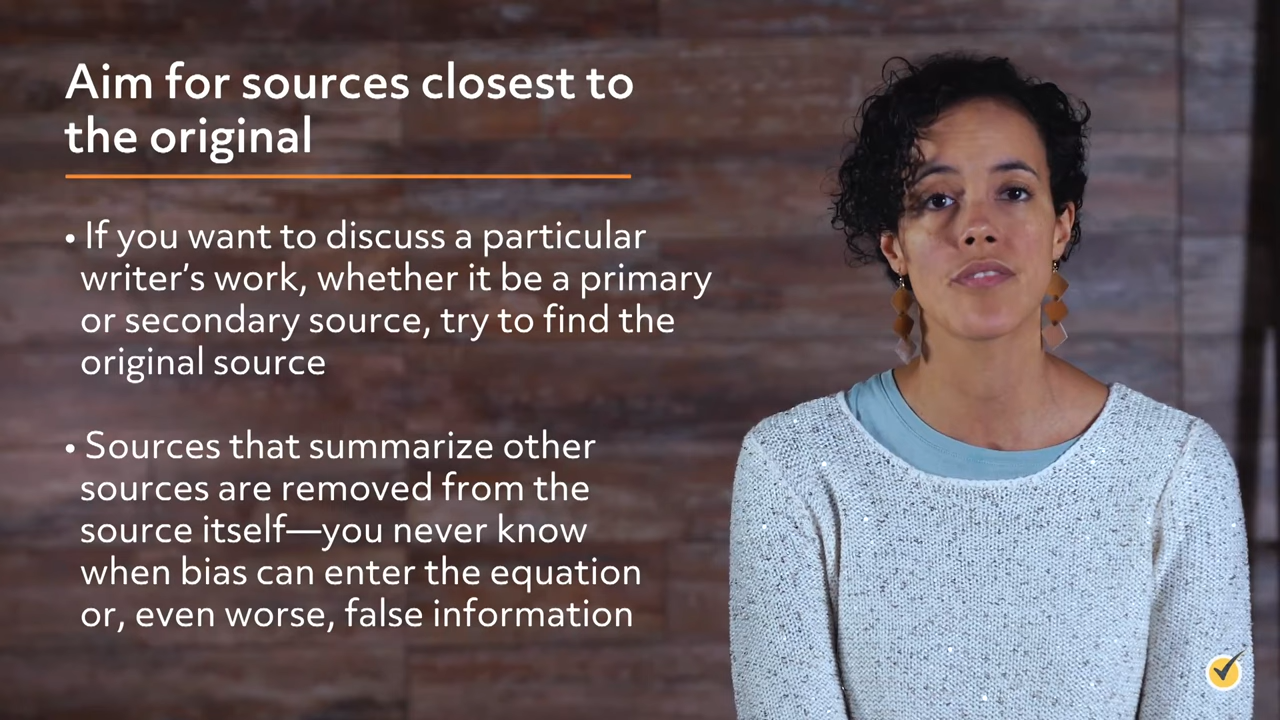 Aim for sources closest to
the original
• If you want to discuss a particular
writer’s work, whether it be a primary
or secondary source, try to find the
original source
• Sources that summarize other
sources are removed from the
source itself—you never know
when bias can enter the equation
or, even worse, false information